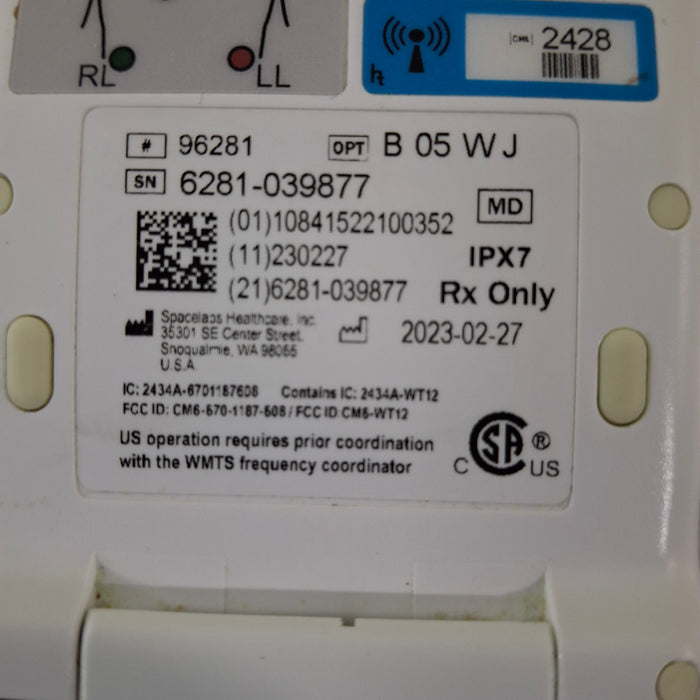 RL
LL
CH# 2428
# 96281
OPT B 05 W J
SN 6281-039877
MD
(01)10841522100352
(11)230227
IPX7
(21)6281-039877
Rx Only
Spacelabs Healthcare, Inc.
35301 SE Center Street,
Snoqualmie, WA 98065
U.S.A.
2023-02-27
IC: 2434A-6701187608 Contains IC: 2434A-WT12
FCC ID: CM6-670-1187-608 / FCC ID CM6-WT12
US operation requires prior coordination
with the WMTS frequency coordinator
C SA ® US